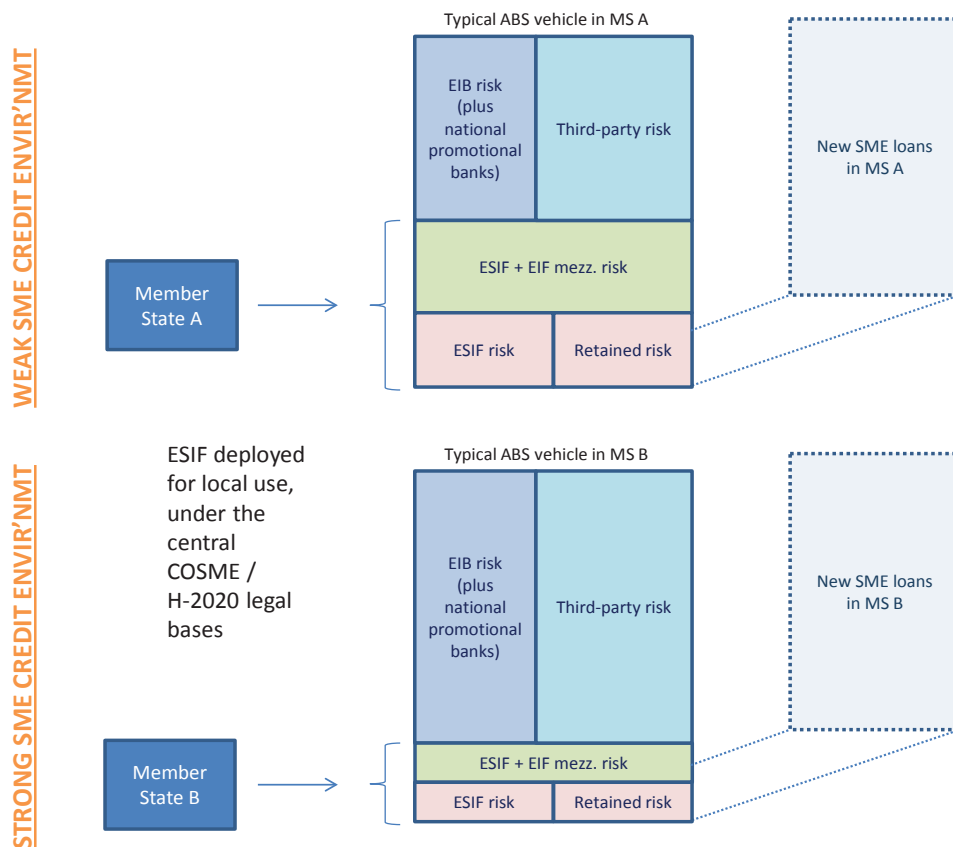 WEAK SME CREDIT ENVIR'NMT
Typical ABS vehicle in MS A
EIB risk
(plus
national
promotional
banks)
Third-party risk
New SME loans
in MS A
Member
State A
ESIF + EIF mezz. risk
ESIF risk
Retained risk
STRONG SME CREDIT ENVIR'NMT
ESIF deployed
for local use,
under the
central
COSME /
H-2020 legal
bases
Typical ABS vehicle in MS B
EIB risk
(plus
national
promotional
banks)
Third-party risk
New SME loans
in MS B
Member
State B
ESIF + EIF mezz. risk
ESIF risk
Retained risk